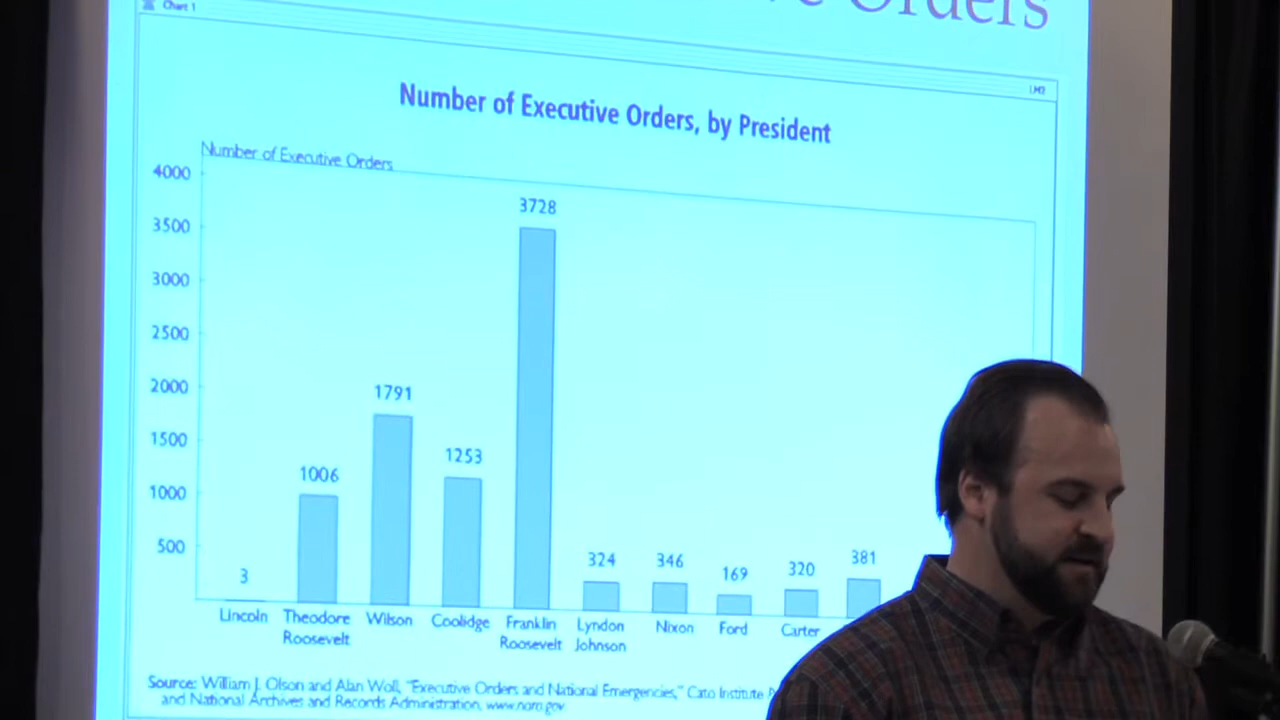 Orders
Chart 1
Number of Executive Orders, by President
Number of Executive Orders
4000
3500
3000
2500
2000
1500
1000
500
3
1006
1791
1253
3728
324
346
169
320
381
Lincoln
Theodore Roosevelt
Wilson
Coolidge
Franklin Roosevelt
Lyndon Johnson
Nixon
Ford
Carter
Source: William J. Olson and Alan Woll, "Executive Orders and National Emergencies," Cato Institute
and National Archives and Records Administration,